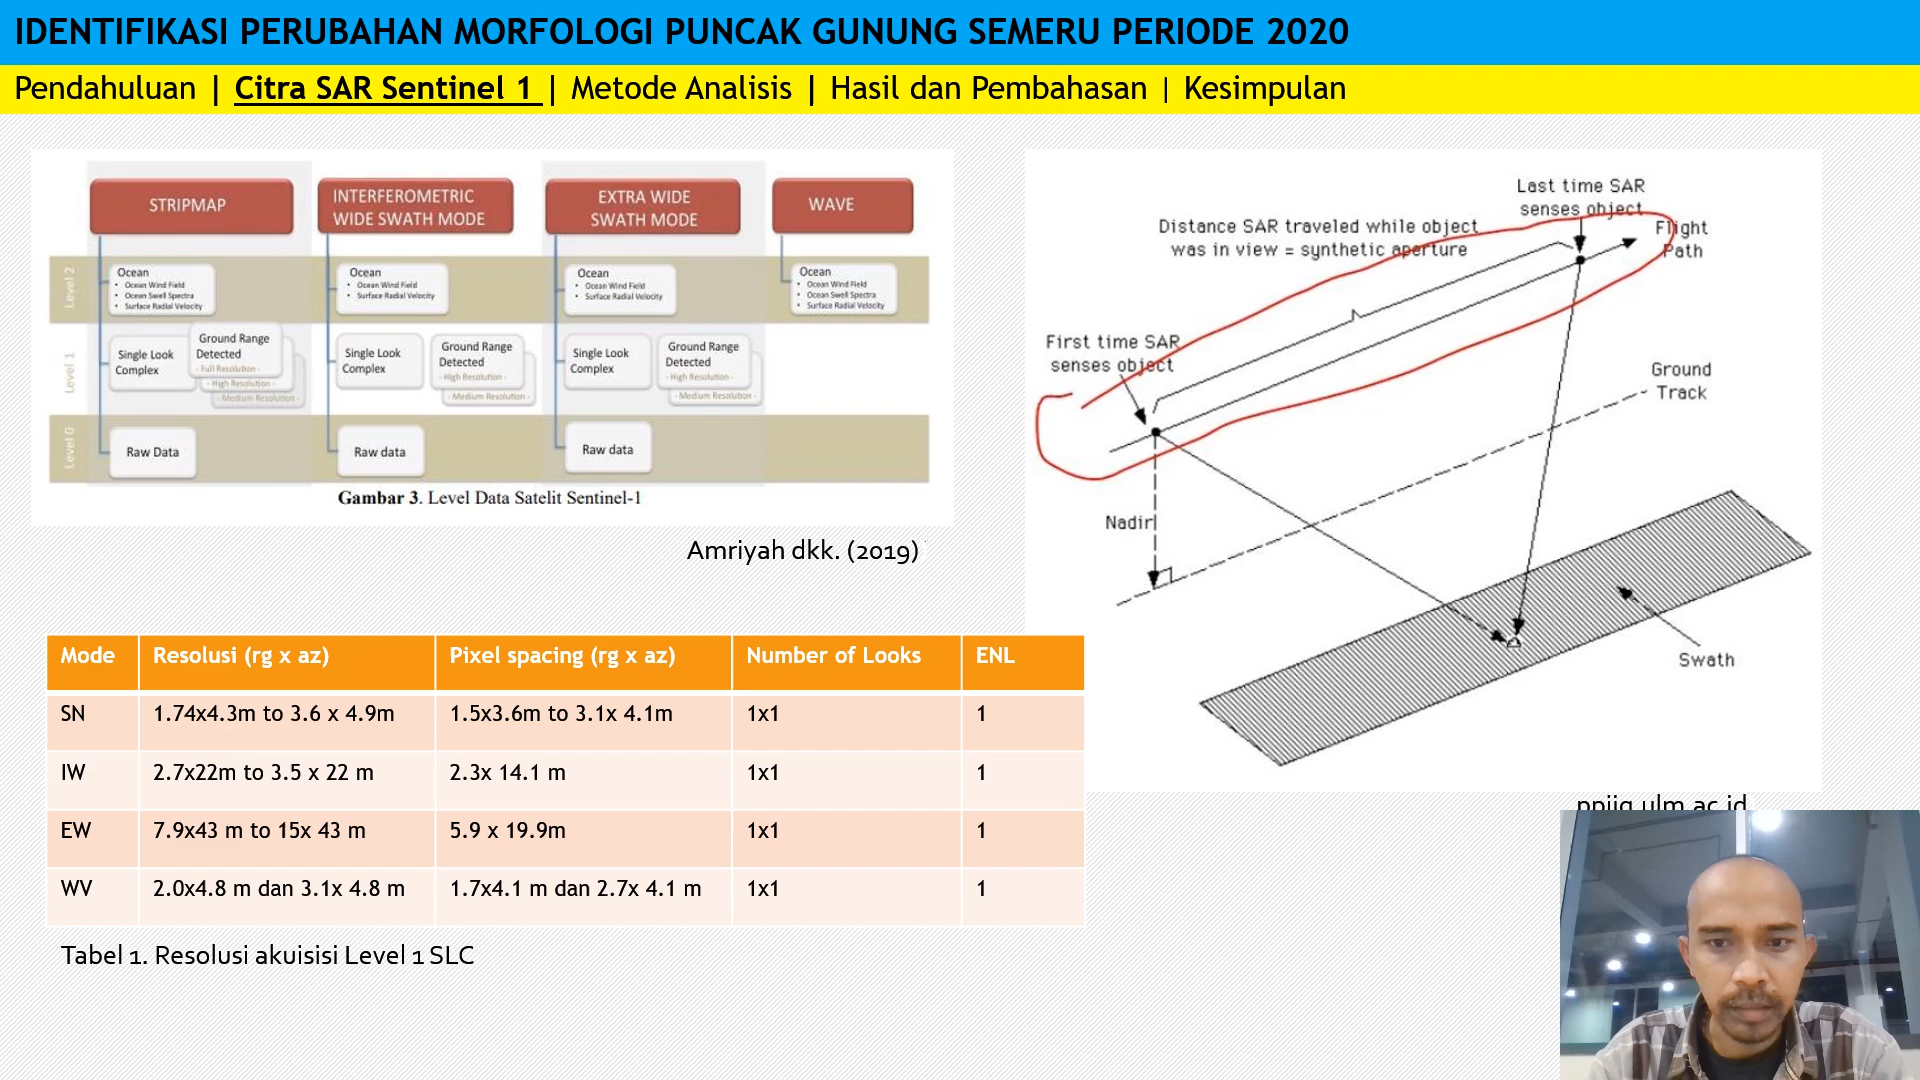 IDENTIFIKASI PERUBAHAN MORFOLOGI PUNCAK GUNUNG SEMERU PERIODE 2020
Pendahuluan | Citra SAR Sentinel 1 | Metode Analisis | Hasil dan Pembahasan | Kesimpulan
STRIPMAP
INTERFEROMETRIC
WIDE SWATH MODE
EXTRA WIDE
SWATH MODE
WAVE
Level 2
Ocean
• Ocean Wind Field
• Ocean Swell Spectra
• Surface Radial Velocity
Ocean
• Ocean Wind Field
• Surface Radial Velocity
Ocean
• Ocean Wind Field
• Surface Radial Velocity
Ocean
• Ocean Wind Field
• Ocean Swell Spectra
• Surface Radial Velocity
Level 1
Single Look
Complex
Ground Range
Detected
- Full Resolution -
- High Resolution -
- Medium Resolution -
Single Look
Complex
Ground Range
Detected
- High Resolution -
- Medium Resolution -
Single Look
Complex
Ground Range
Detected
- High Resolution -
- Medium Resolution -
Level 0
Raw Data
Raw data
Raw data
Gambar 3. Level Data Satelit Sentinel-1
Amriyah dkk. (2019)
Last time SAR
senses object
Distance SAR traveled while object
was in view = synthetic aperture
Flight
Path
First time SAR
senses object
Ground
Track
Nadir
Swath
ppiig.ulm.ac.id
Mode Resolusi (rg x az) Pixel spacing (rg x az) Number of Looks ENL
SN 1.74x4.3m to 3.6 x 4.9m 1.5x3.6m to 3.1x 4.1m 1x1 1
IW 2.7x22m to 3.5 x 22 m 2.3x 14.1 m 1x1 1
EW 7.9x43 m to 15x 43 m 5.9 x 19.9m 1x1 1
WV 2.0x4.8 m dan 3.1x 4.8 m 1.7x4.1 m dan 2.7x 4.1 m 1x1 1
Tabel 1. Resolusi akuisisi Level 1 SLC